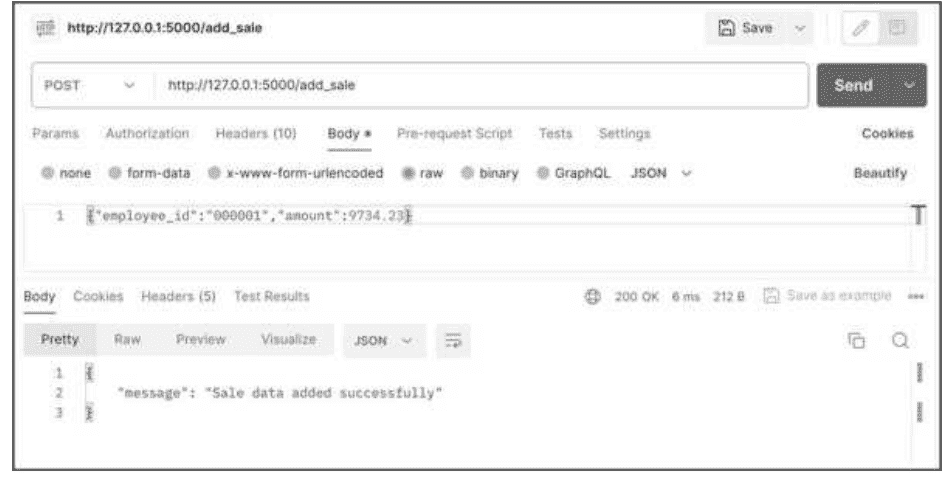 HTTP http://127.0.0.1:5000/add_sale Save
POST http://127.0.0.1:5000/add_sale Send
Params Authorization Headers (10) Body Pre-request Script Tests Settings Cookies
none form-data x-www-form-urlencoded raw binary GraphQL JSON Beautify
1 {"employee_id":"000001","amount":9734.23}
Body Cookies Headers (5) Test Results 200 OK 6 ms 212 B Save as example
Pretty Raw Preview Visualize JSON
1 {
2 "message": "Sale data added successfully"
3 }